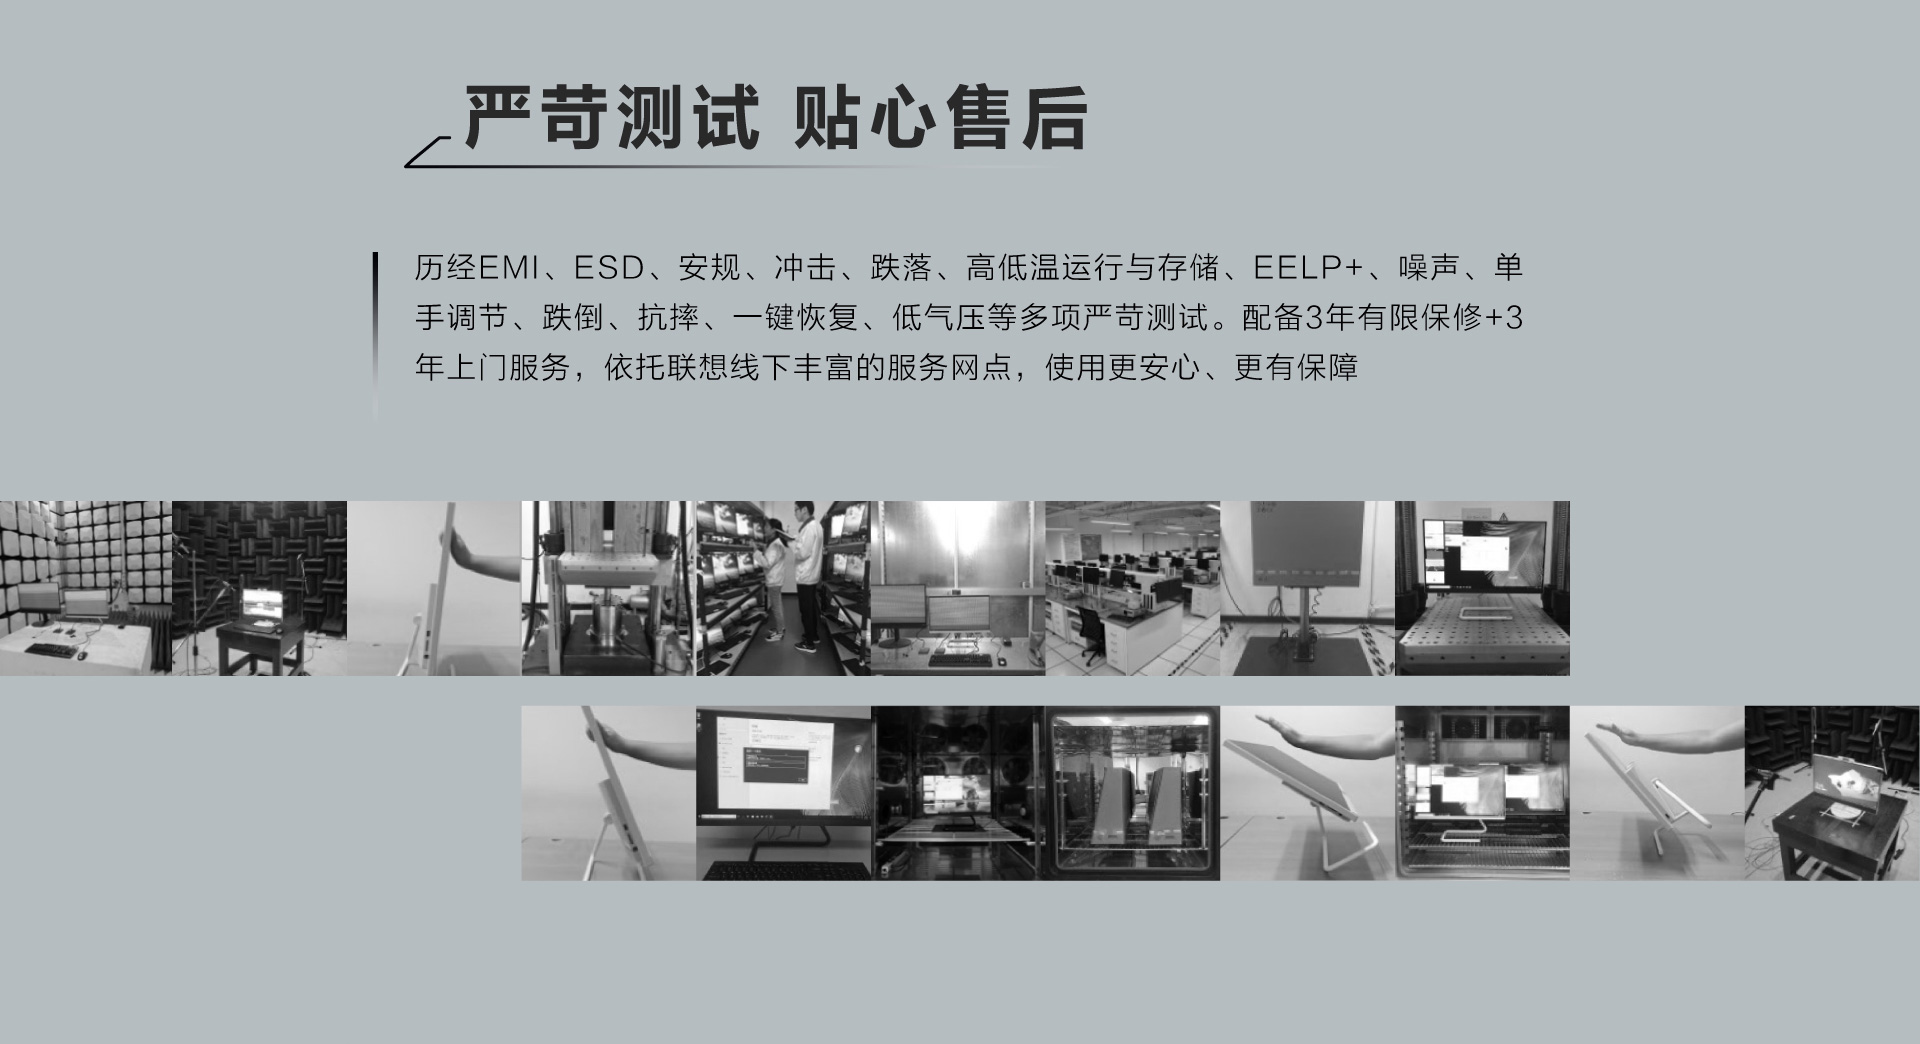 严苛测试 贴心售后
历经EMI、ESD、安规、冲击、跌落、高低温运行与存储、EELP+、噪声、单
手调节、跌倒、抗摔、一键恢复、低气压等多项严苛测试。配备3年有限保修+3
年上门服务，依托联想线下丰富的服务网点，使用更安心、更有保障